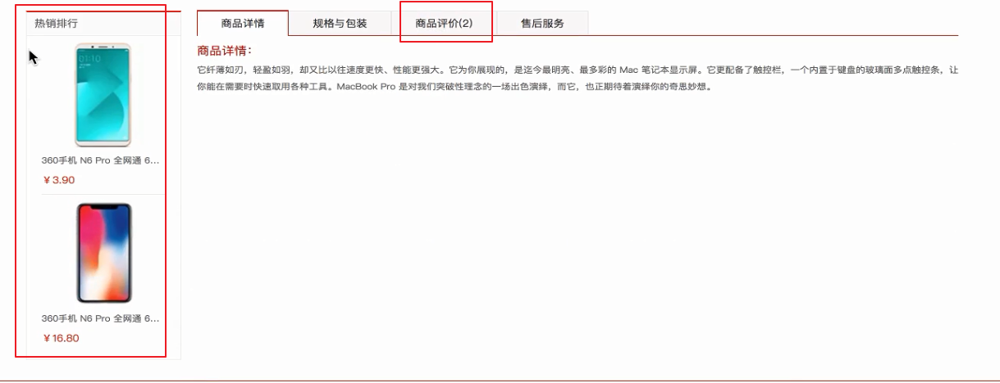 热销排行
01:10
360手机 N6 Pro 全网通 6...
￥3.90
360手机 N6 Pro 全网通 6...
￥16.80
商品详情 规格与包装 商品评价(2) 售后服务
商品详情：
它纤薄如刃，轻盈如羽，却又比以往速度更快、性能更强大。它为你展现的，是迄今最明亮、最多彩的 Mac 笔记本显示屏。它更配备了触控栏，一个内置于键盘的玻璃面多点触控条，让
你能在需要时快速取用各种工具。MacBook Pro 是对我们突破性理念的一场出色演绎，而它，也正期待着演绎你的奇思妙想。